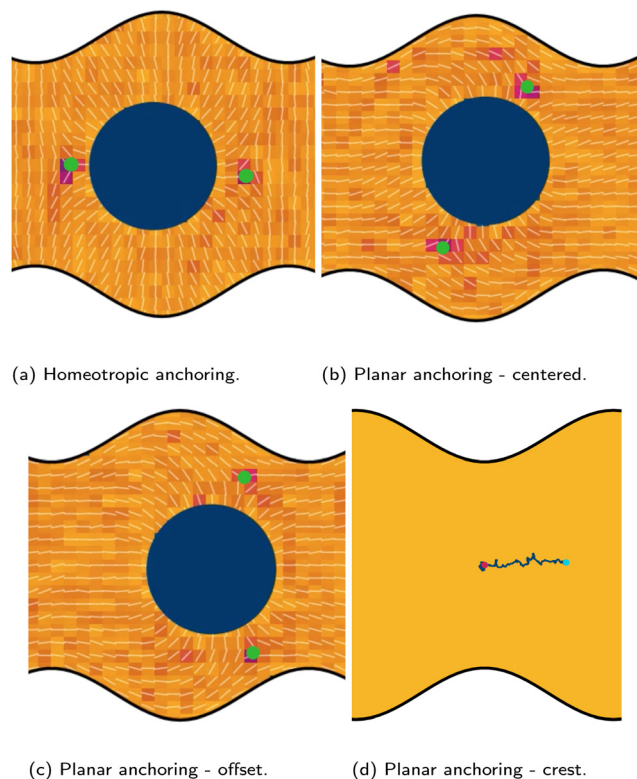 (a) Homeotropic anchoring.
(b) Planar anchoring - centered.
(c) Planar anchoring - offset.
(d) Planar anchoring - crest.